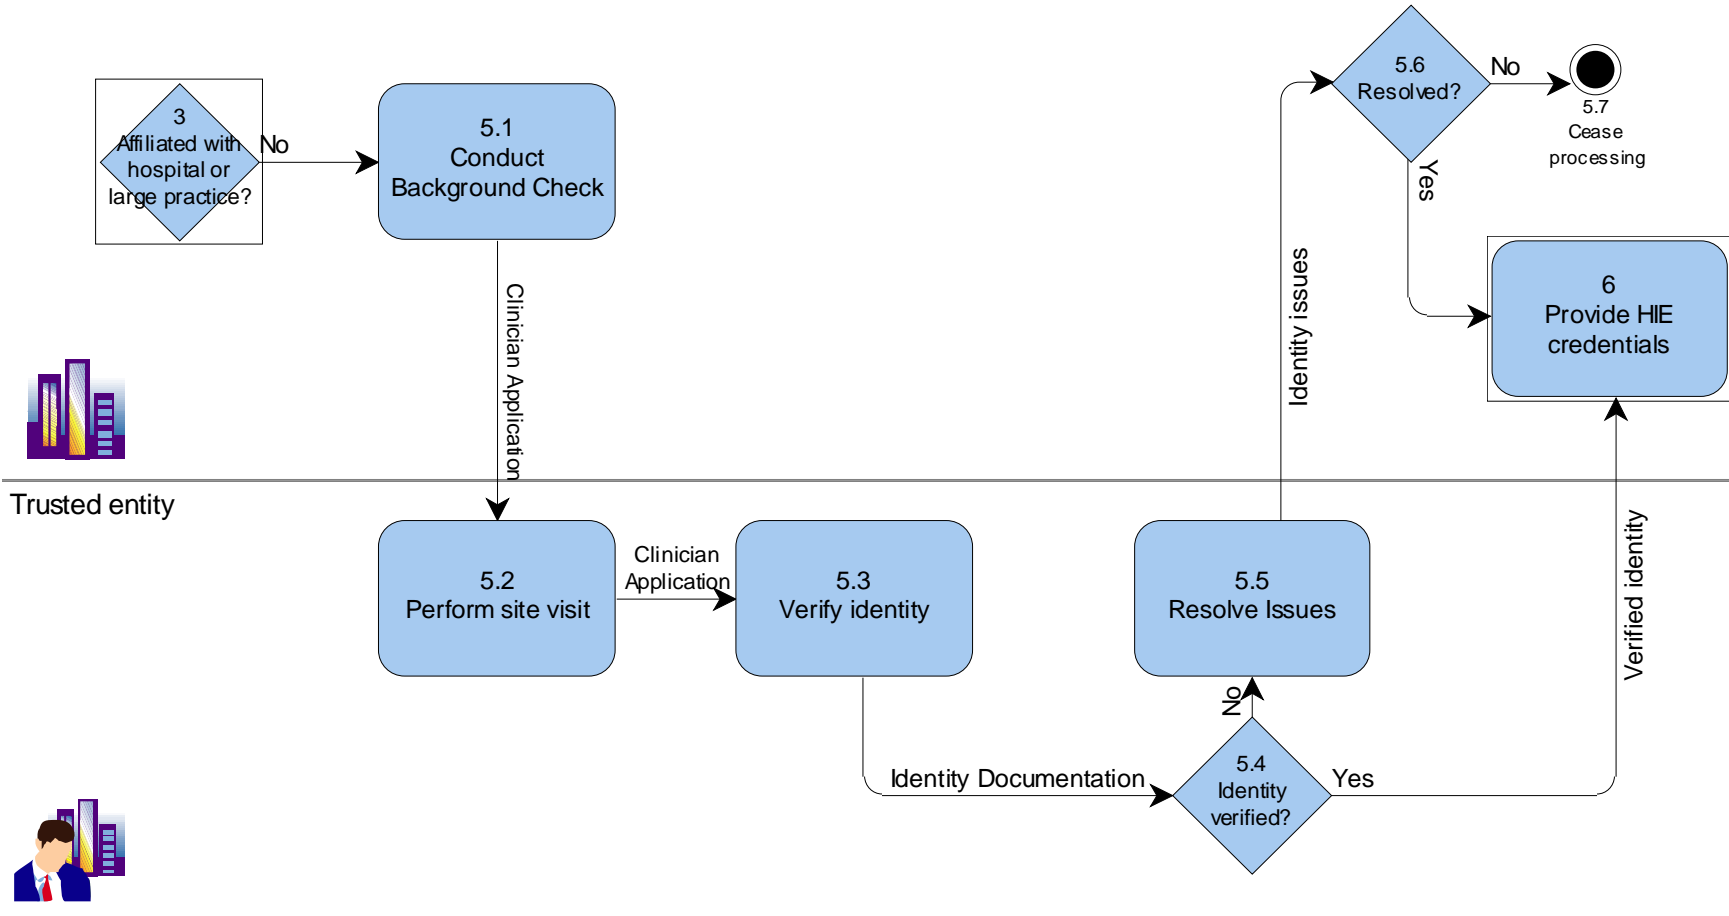 3
Affiliated with
hospital or
large practice?
No
5.1
Conduct
Background Check
5.6
Resolved?
No
5.7
Cease
processing
Yes
6
Provide HIE
credentials
Clinician Application
Identity issues
Trusted entity
5.2
Perform site visit
Clinician
Application
5.3
Verify identity
5.5
Resolve Issues
Verified identity
No
Identity Documentation
5.4
Identity
verified?
Yes